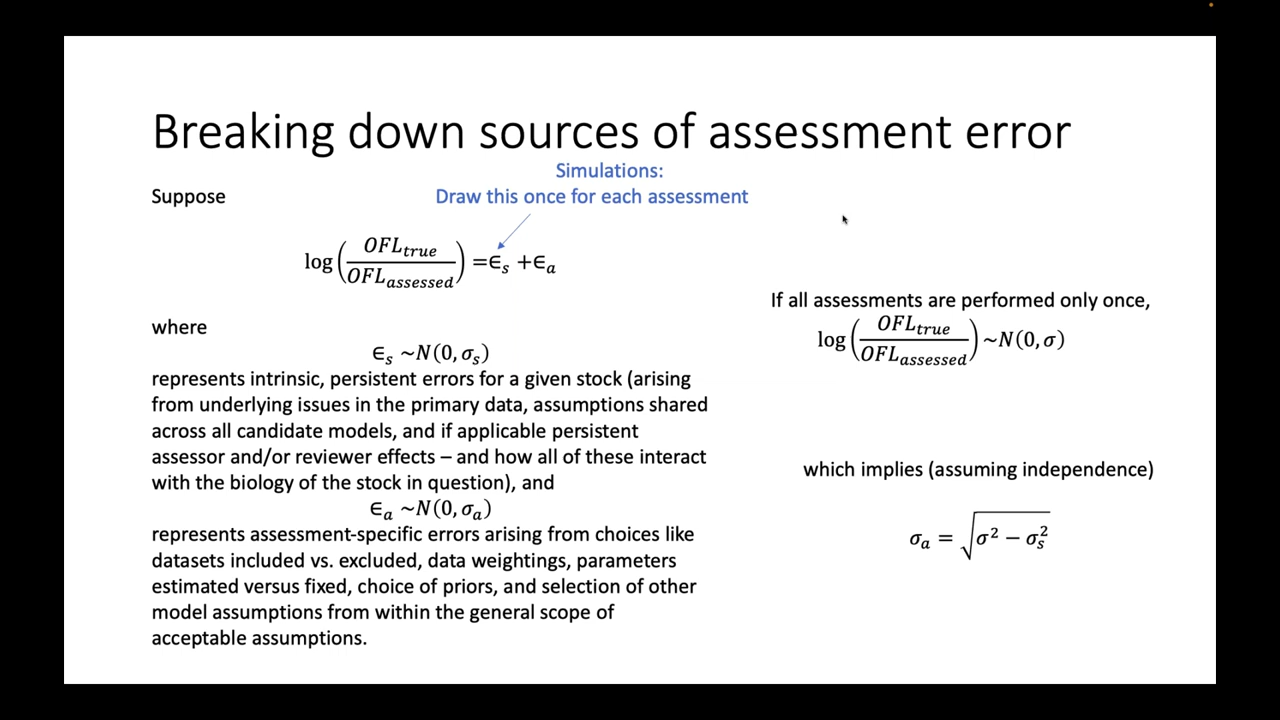 Breaking down sources of assessment error
Simulations:
Suppose
Draw this once for each assessment
log(OFL_true / OFL_assessed) =∈_s +∈_a
where
∈_s ~N(0, σ_s)
represents intrinsic, persistent errors for a given stock (arising
from underlying issues in the primary data, assumptions shared
across all candidate models, and if applicable persistent
assessor and/or reviewer effects – and how all of these interact
with the biology of the stock in question), and
∈_a ~N(0, σ_a)
represents assessment-specific errors arising from choices like
datasets included vs. excluded, data weightings, parameters
estimated versus fixed, choice of priors, and selection of other
model assumptions from within the general scope of
acceptable assumptions.
If all assessments are performed only once,
log(OFL_true / OFL_assessed) ~N(0, σ)
which implies (assuming independence)
σ_a = √(σ² − σ_s²)